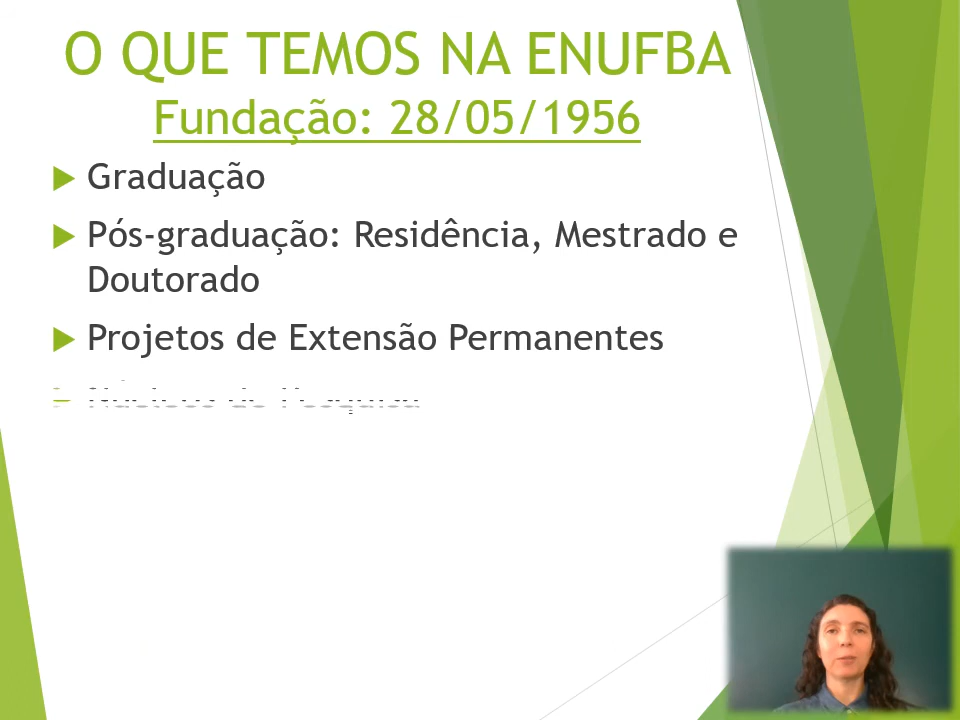 O QUE TEMOS NA ENUFBA
Fundação: 28/05/1956
Graduação
Pós-graduação: Residência, Mestrado e
Doutorado
Projetos de Extensão Permanentes